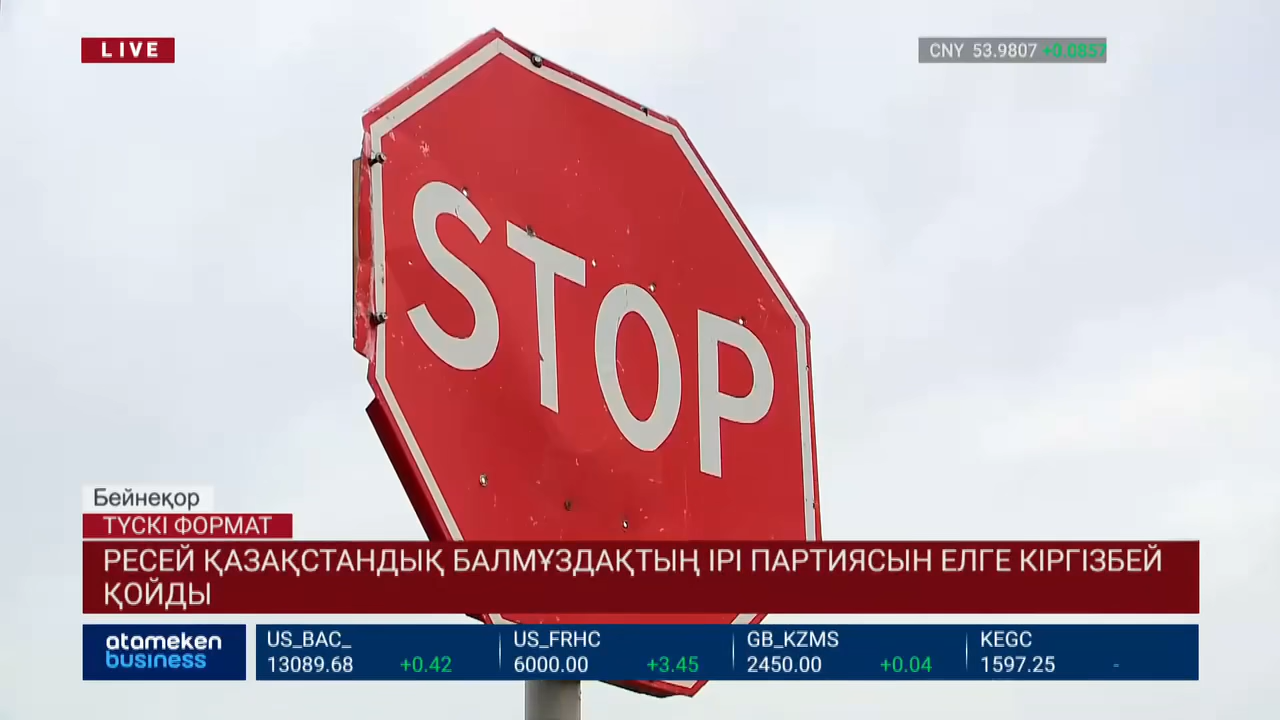 LIVE
CNY 53.9807 +0.0857
STOP
Бейнеқор
ТҮСКІ ФОРМАТ
РЕСЕЙ ҚАЗАҚСТАНДЫҚ БАЛМҰЗДАҚТЫҢ ІРІ ПАРТИЯСЫН ЕЛГЕ КІРГІЗБЕЙ
ҚОЙДЫ
atameken
business
US_BAC_ US_FRHC GB_KZMS KEGC
13089.68 +0.42 6000.00 +3.45 2450.00 +0.04 1597.25 -